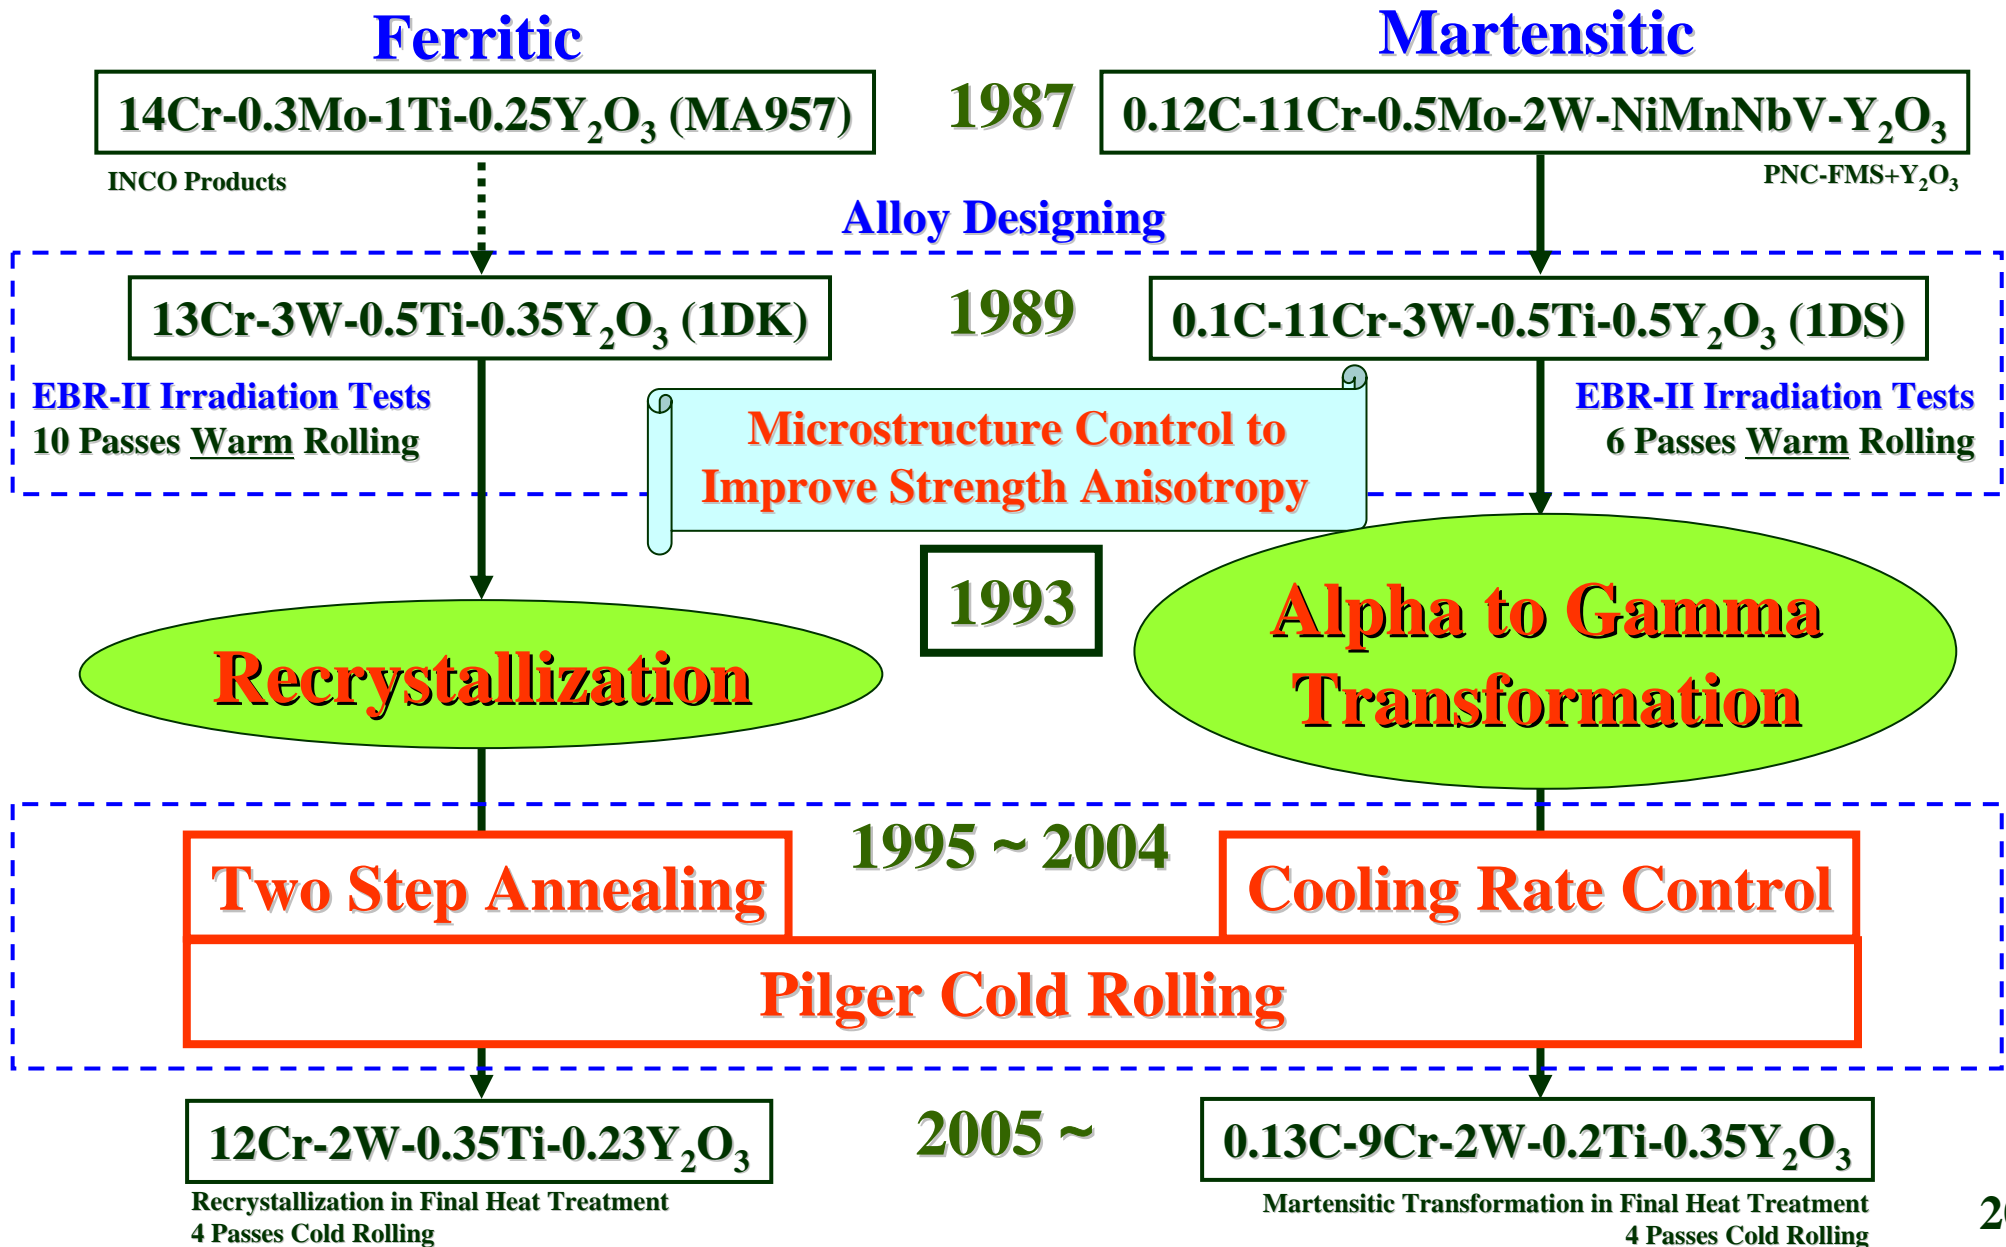 Ferritic
Martensitic
14Cr-0.3Mo-1Ti-0.25Y₂O₃ (MA957)
1987
0.12C-11Cr-0.5Mo-2W-NiMnNbV-Y₂O₃
INCO Products
PNC-FMS+Y₂O₃
Alloy Designing
13Cr-3W-0.5Ti-0.35Y₂O₃ (1DK)
1989
0.1C-11Cr-3W-0.5Ti-0.5Y₂O₃ (1DS)
EBR-II Irradiation Tests
10 Passes Warm Rolling
Microstructure Control to
Improve Strength Anisotropy
EBR-II Irradiation Tests
6 Passes Warm Rolling
1993
Recrystallization
Alpha to Gamma
Transformation
1995 ~ 2004
Two Step Annealing
Cooling Rate Control
Pilger Cold Rolling
12Cr-2W-0.35Ti-0.23Y₂O₃
2005 ~
0.13C-9Cr-2W-0.2Ti-0.35Y₂O₃
Recrystallization in Final Heat Treatment
4 Passes Cold Rolling
Martensitic Transformation in Final Heat Treatment
4 Passes Cold Rolling